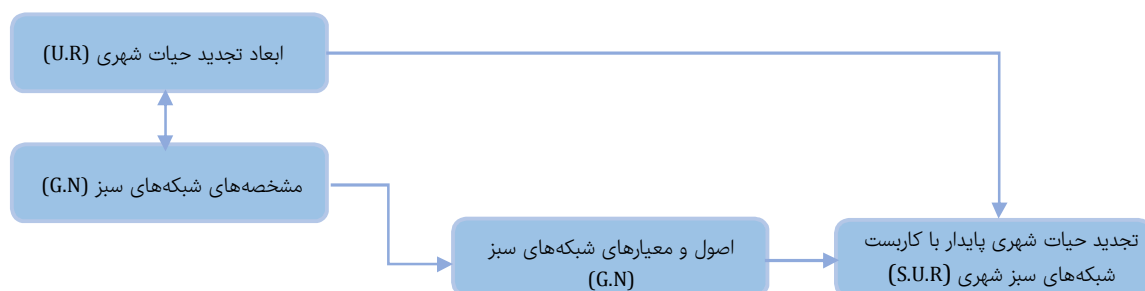 ابعاد تجدید حیات شهری (U.R)
مشخصه‌های شبکه‌های سبز (G.N)
اصول و معیارهای شبکه‌های سبز
(G.N)
تجدید حیات شهری پایدار با کاربست
شبکه‌های سبز شهری (S.U.R)